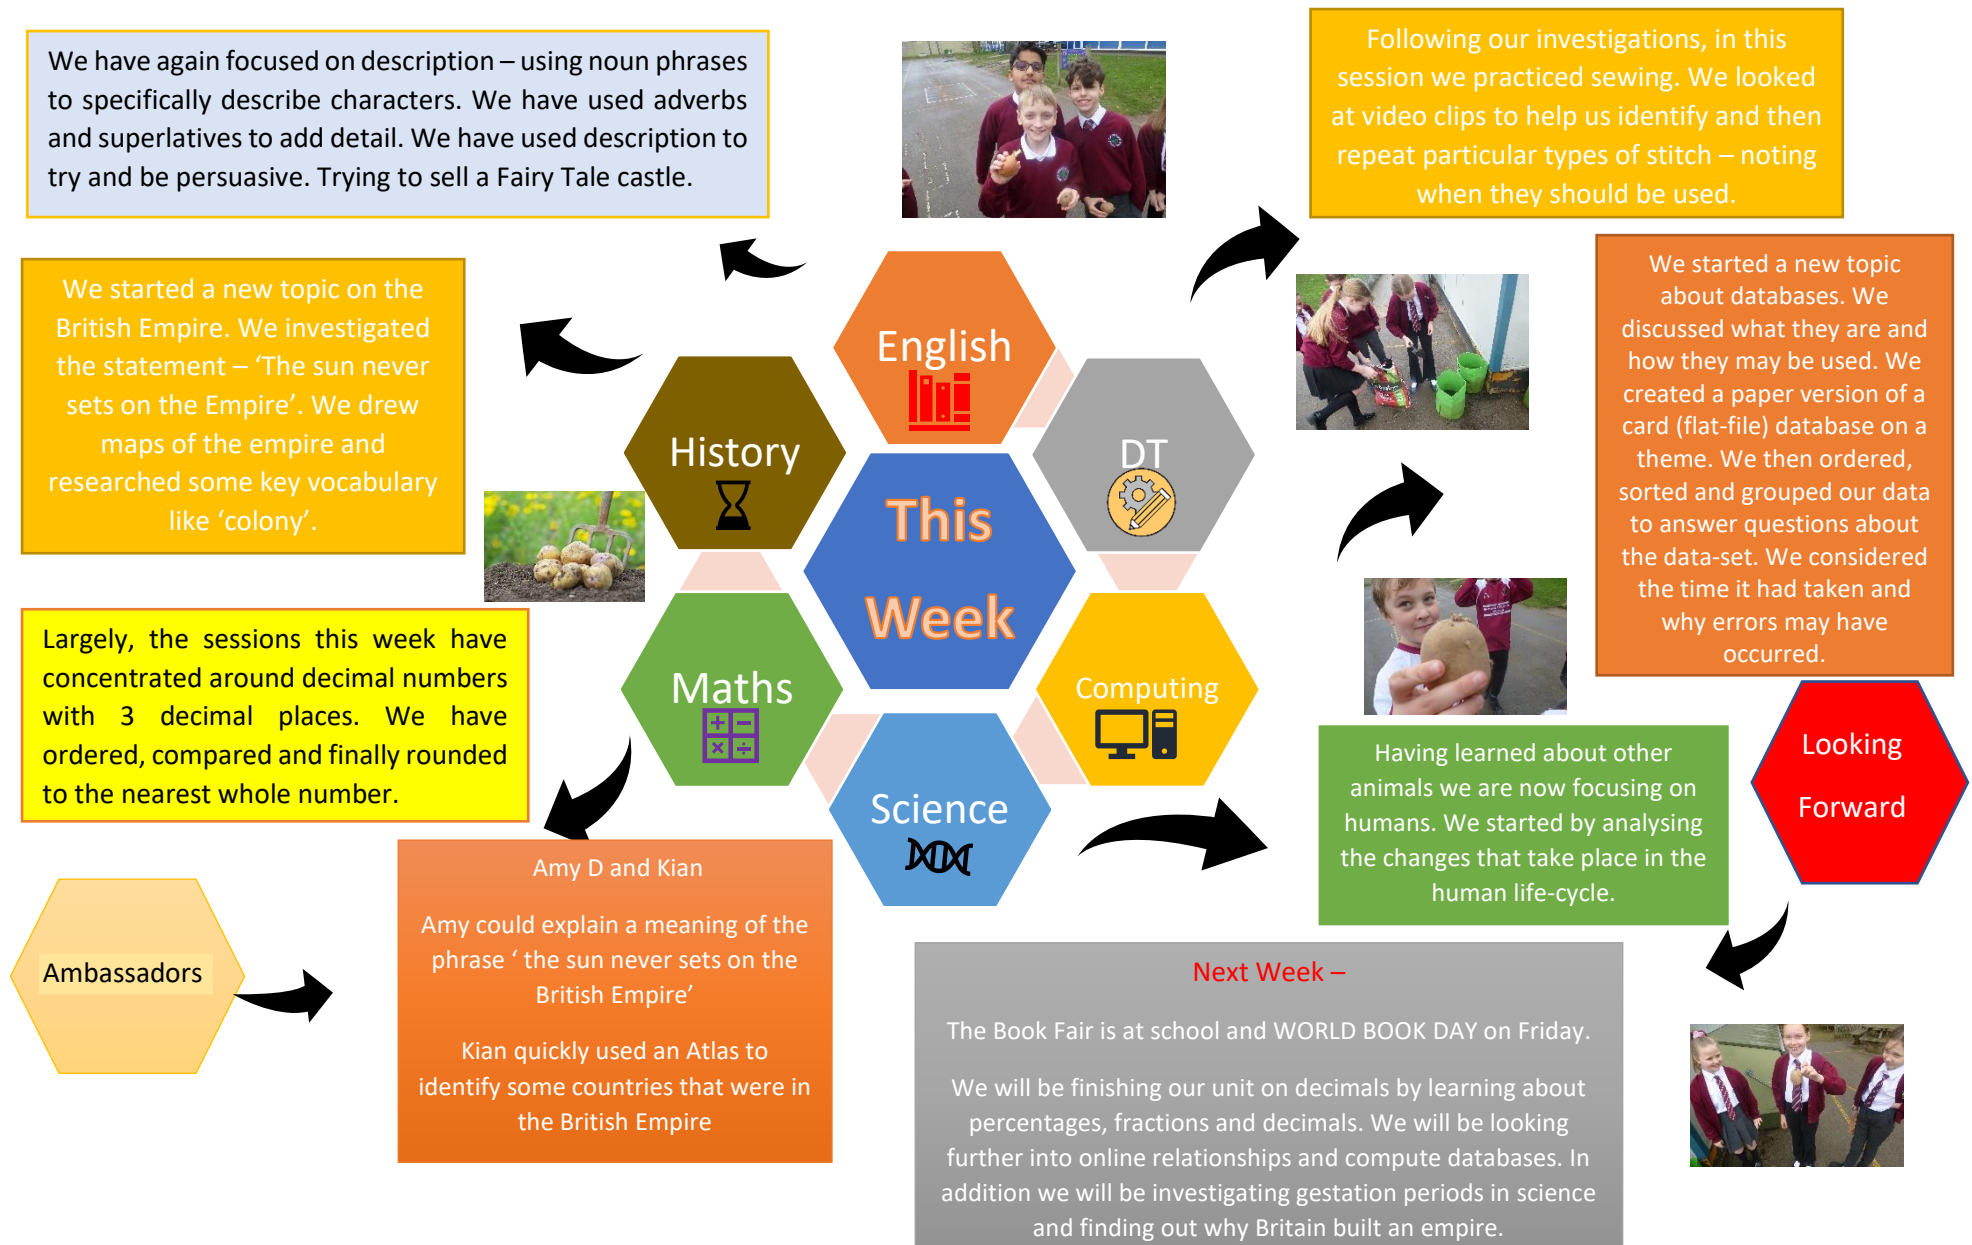 We have again focused on description – using noun phrases
to specifically describe characters. We have used adverbs
and superlatives to add detail. We have used description to
try and be persuasive. Trying to sell a Fairy Tale castle.
Following our investigations, in this
session we practiced sewing. We looked
at video clips to help us identify and then
repeat particular types of stitch – noting
when they should be used.
We started a new topic on the
British Empire. We investigated
the statement – ‘The sun never
sets on the Empire’. We drew
maps of the empire and
researched some key vocabulary
like ‘colony’.
We started a new topic
about databases. We
discussed what they are and
how they may be used. We
created a paper version of a
card (flat-file) database on a
theme. We then ordered,
sorted and grouped our data
to answer questions about
the data-set. We considered
the time it had taken and
why errors may have
occurred.
English
History
DT
This
Week
Maths
Computing
Science
Largely, the sessions this week have
concentrated around decimal numbers
with 3 decimal places. We have
ordered, compared and finally rounded
to the nearest whole number.
Having learned about other
animals we are now focusing on
humans. We started by analysing
the changes that take place in the
human life-cycle.
Looking
Forward
Ambassadors
Amy D and Kian
Amy could explain a meaning of the
phrase ‘ the sun never sets on the
British Empire’
Kian quickly used an Atlas to
identify some countries that were in
the British Empire
Next Week –
The Book Fair is at school and WORLD BOOK DAY on Friday.
We will be finishing our unit on decimals by learning about
percentages, fractions and decimals. We will be looking
further into online relationships and compute databases. In
addition we will be investigating gestation periods in science
and finding out why Britain built an empire.